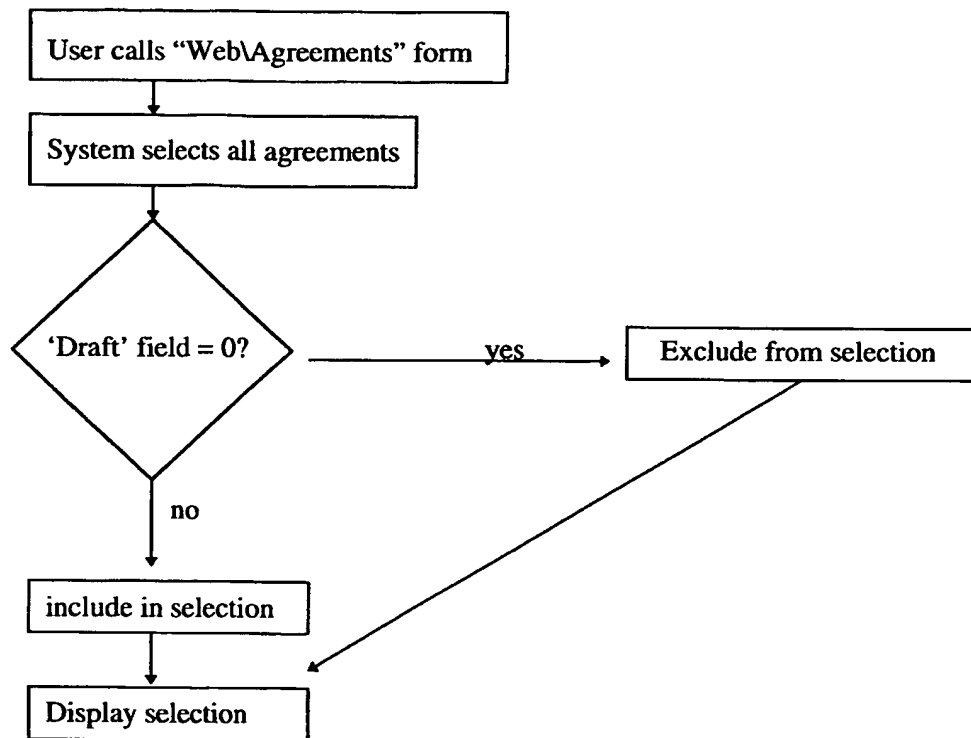 User calls “Web\Agreements” form
System selects all agreements
‘Draft’ field = 0?
yes
Exclude from selection
no
include in selection
Display selection